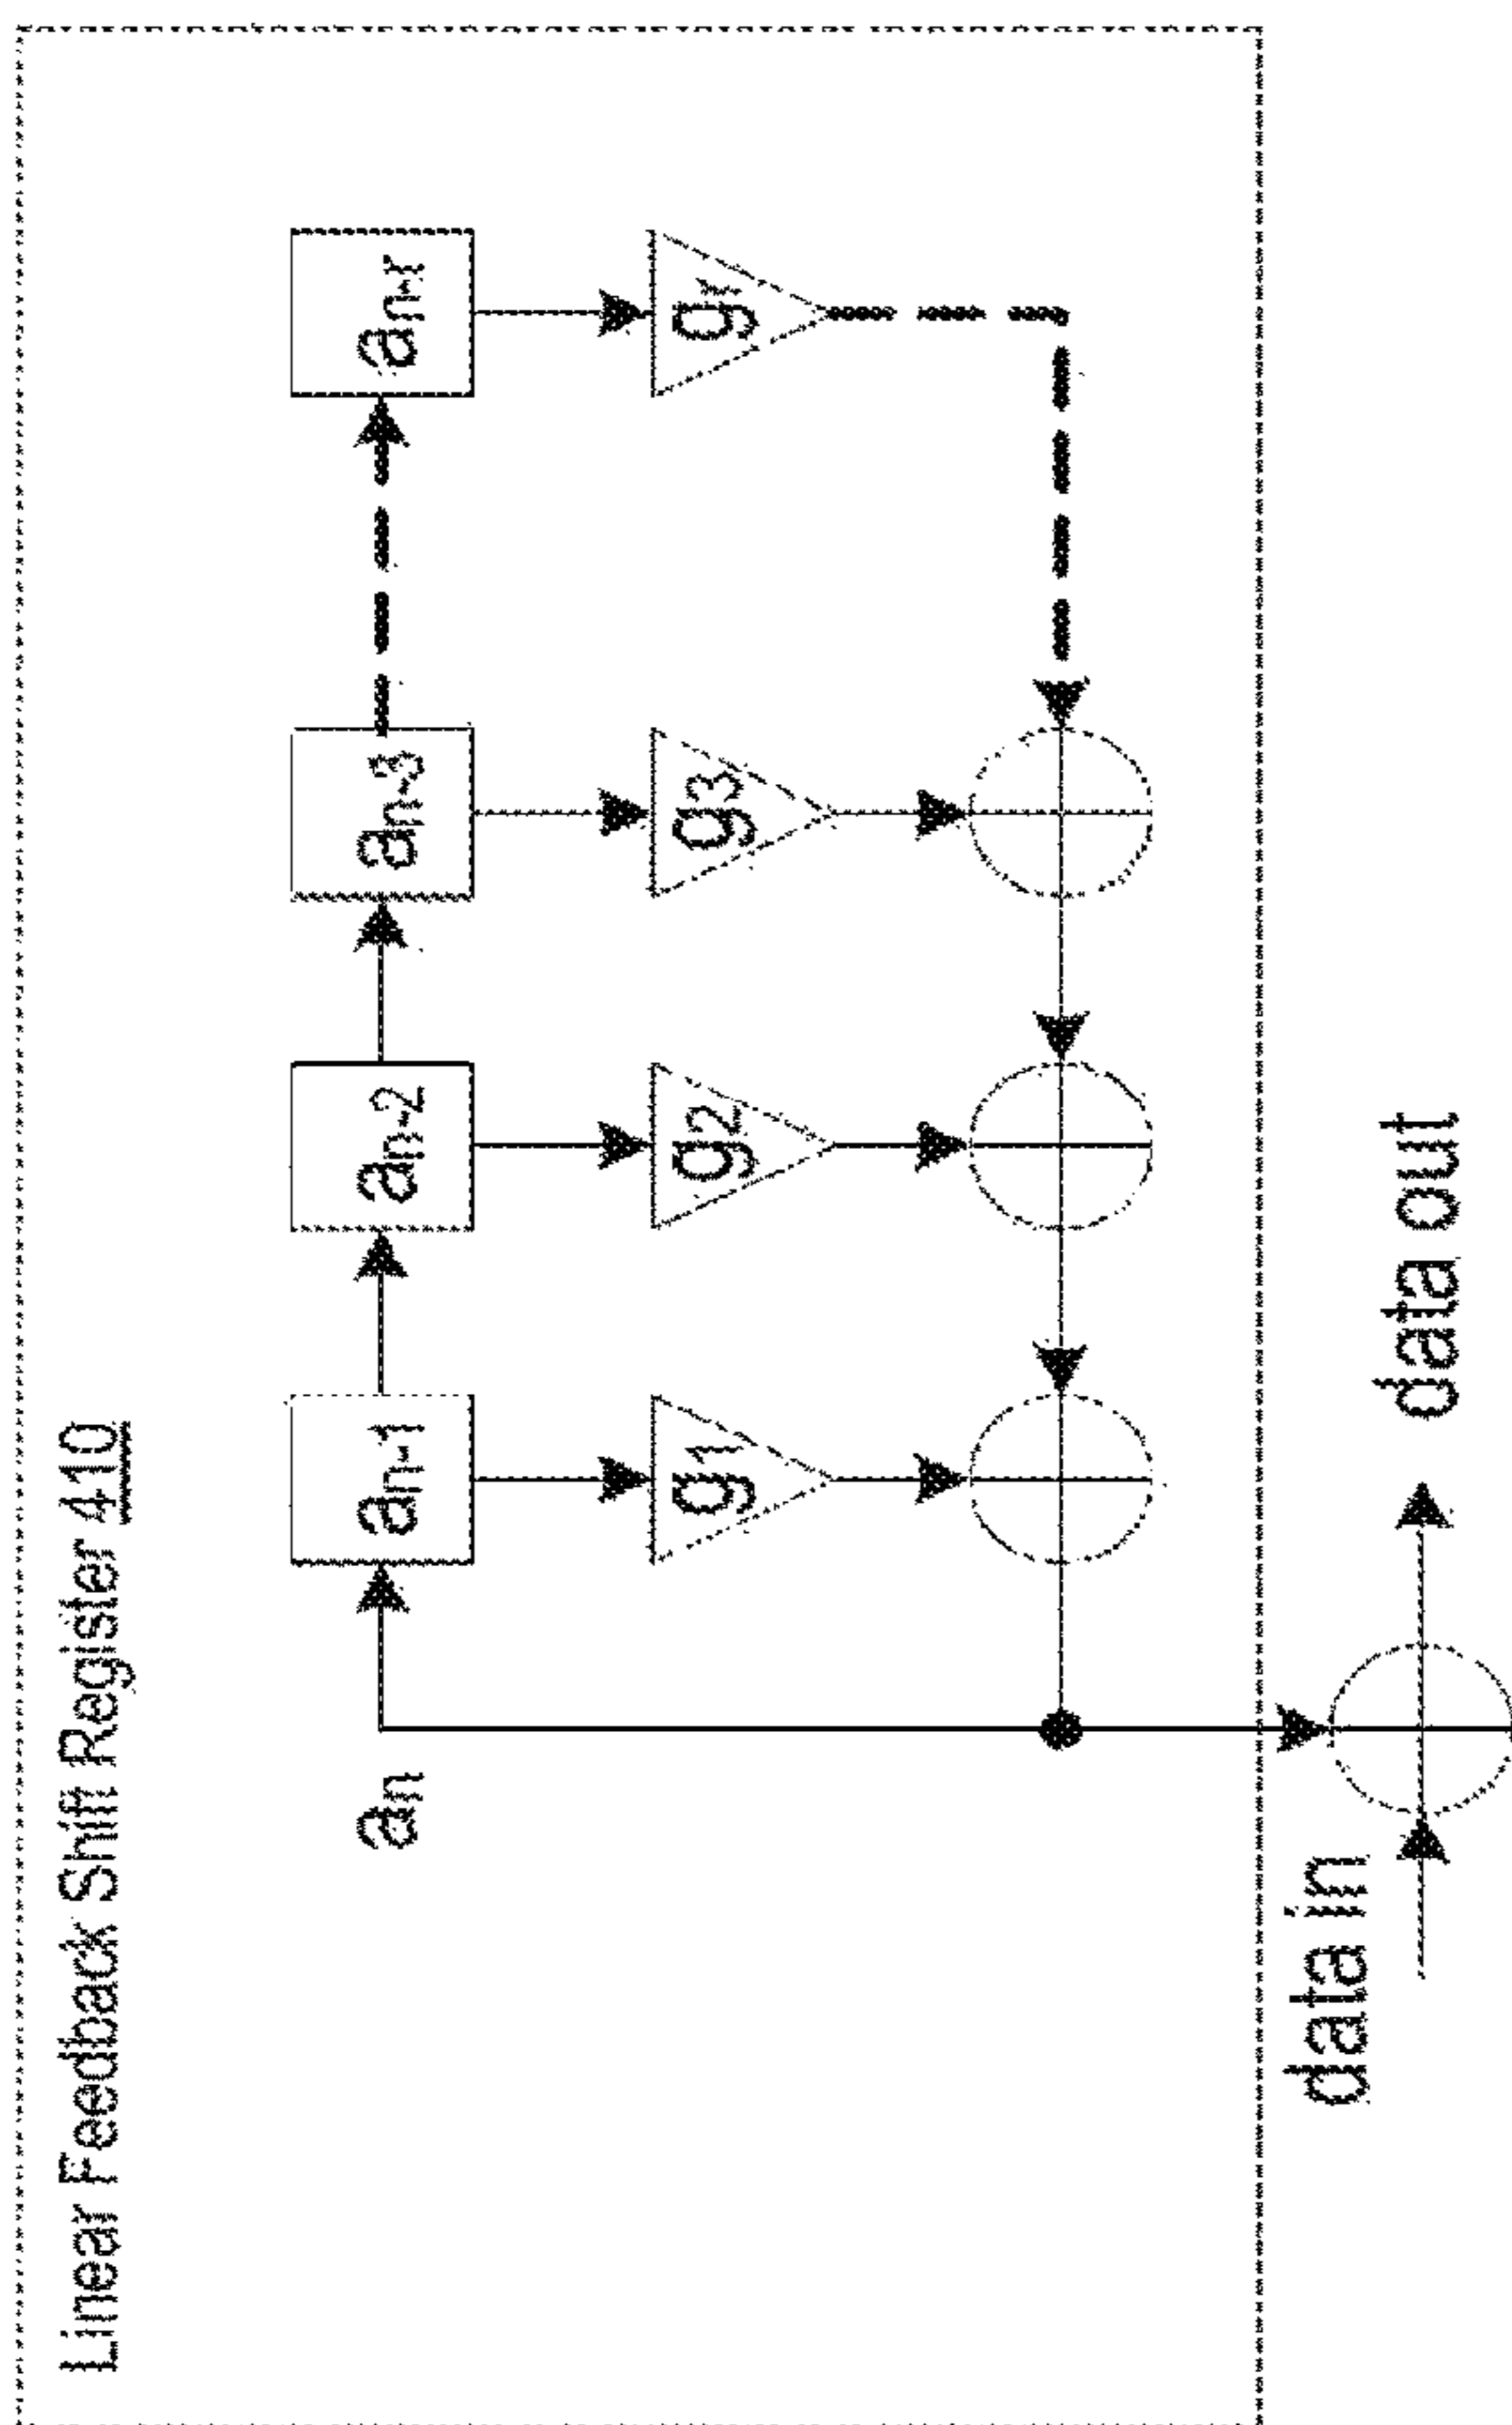 Linear Feedback Shift Register 410
an
an-1
an-2
an-3
an-r
g1
g2
g3
gr
data in
data out